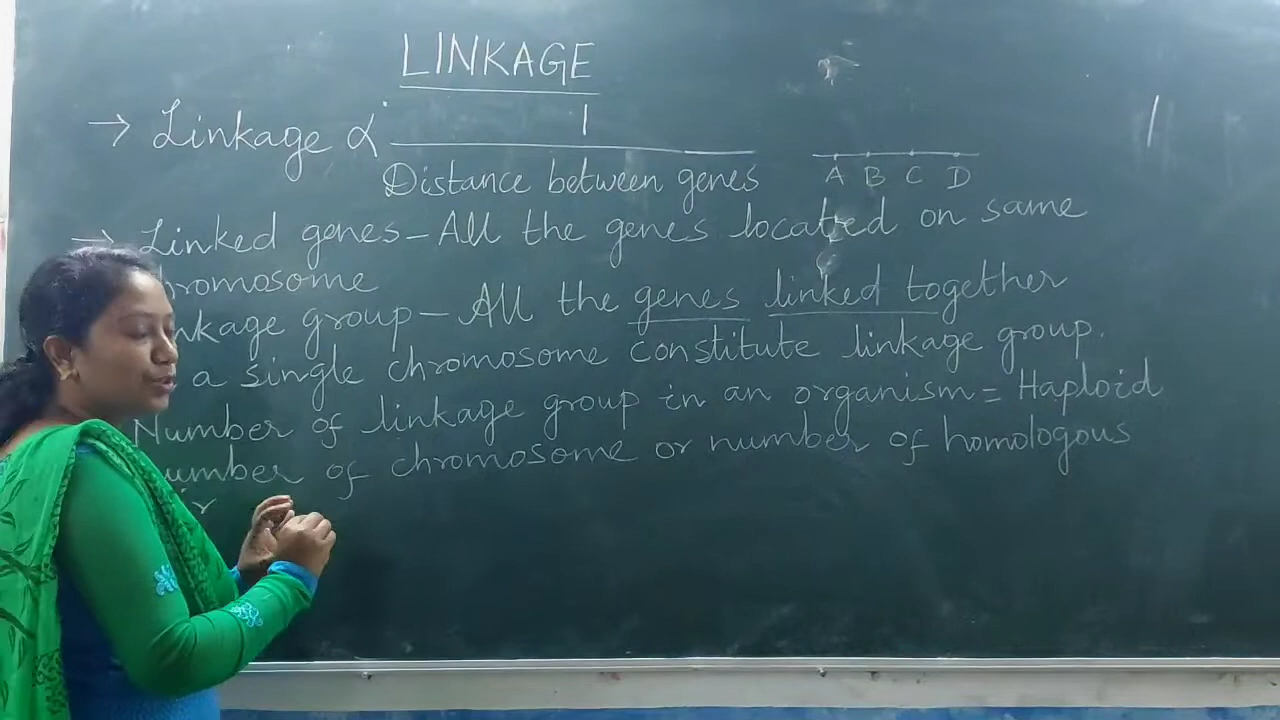 LINKAGE
→ Linkage ∝ 1
Distance between genes
A B C D
→ Linked genes - All the genes located on same
hromosome
nkage group - All the genes linked together
a single chromosome constitute linkage group.
Number of linkage group in an organism = Haploid
umber of chromosome or number of homologous
ir